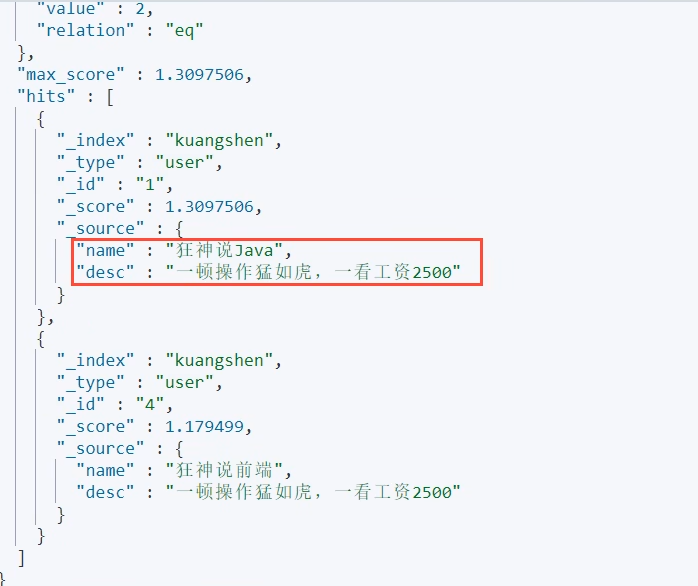 "value" : 2,
"relation" : "eq"
},
"max_score" : 1.3097506,
"hits" : [
{
"_index" : "kuangshen",
"_type" : "user",
"_id" : "1",
"_score" : 1.3097506,
"_source" : {
"name" : "狂神说Java",
"desc" : "一顿操作猛如虎，一看工资2500"
}
},
{
"_index" : "kuangshen",
"_type" : "user",
"_id" : "4",
"_score" : 1.179499,
"_source" : {
"name" : "狂神说前端",
"desc" : "一顿操作猛如虎，一看工资2500"
}
}
]
}